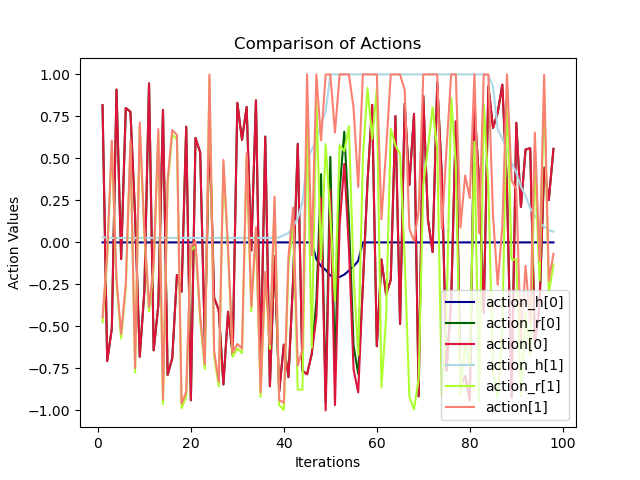 Comparison of Actions
1.00
0.75
0.50
0.25
0.00
−0.25
−0.50
−0.75
−1.00
Action Values
0
20
40
60
80
100
Iterations
action_h[0]
action_r[0]
action[0]
action_h[1]
action_r[1]
action[1]